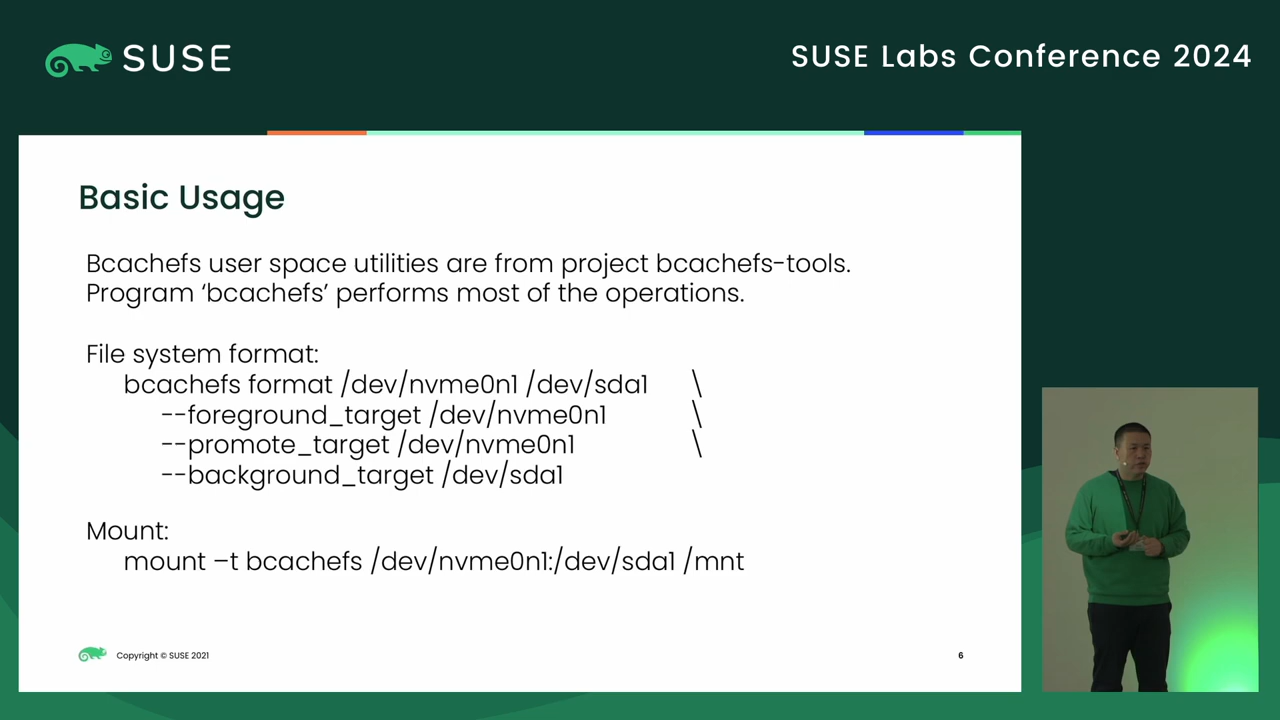 SUSE
SUSE Labs Conference 2024
Basic Usage
Bcachefs user space utilities are from project bcachefs-tools.
Program ‘bcachefs’ performs most of the operations.
File system format:
bcachefs format /dev/nvme0n1 /dev/sda1 \
--foreground_target /dev/nvme0n1 \
--promote_target /dev/nvme0n1 \
--background_target /dev/sda1
Mount:
mount –t bcachefs /dev/nvme0n1:/dev/sda1 /mnt
Copyright © SUSE 2021
6